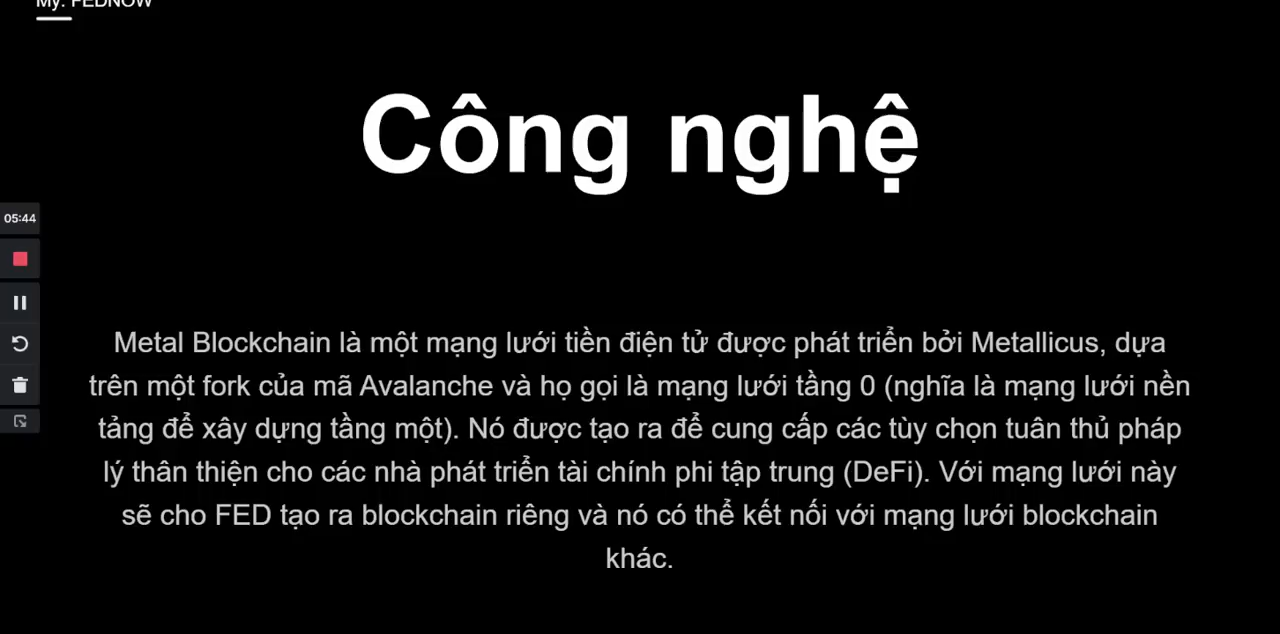 My. FEDNOW
Công nghệ
05:44
Metal Blockchain là một mạng lưới tiền điện tử được phát triển bởi Metallicus, dựa
trên một fork của mã Avalanche và họ gọi là mạng lưới tầng 0 (nghĩa là mạng lưới nền
tảng để xây dựng tầng một). Nó được tạo ra để cung cấp các tùy chọn tuân thủ pháp
lý thân thiện cho các nhà phát triển tài chính phi tập trung (DeFi). Với mạng lưới này
sẽ cho FED tạo ra blockchain riêng và nó có thể kết nối với mạng lưới blockchain
khác.